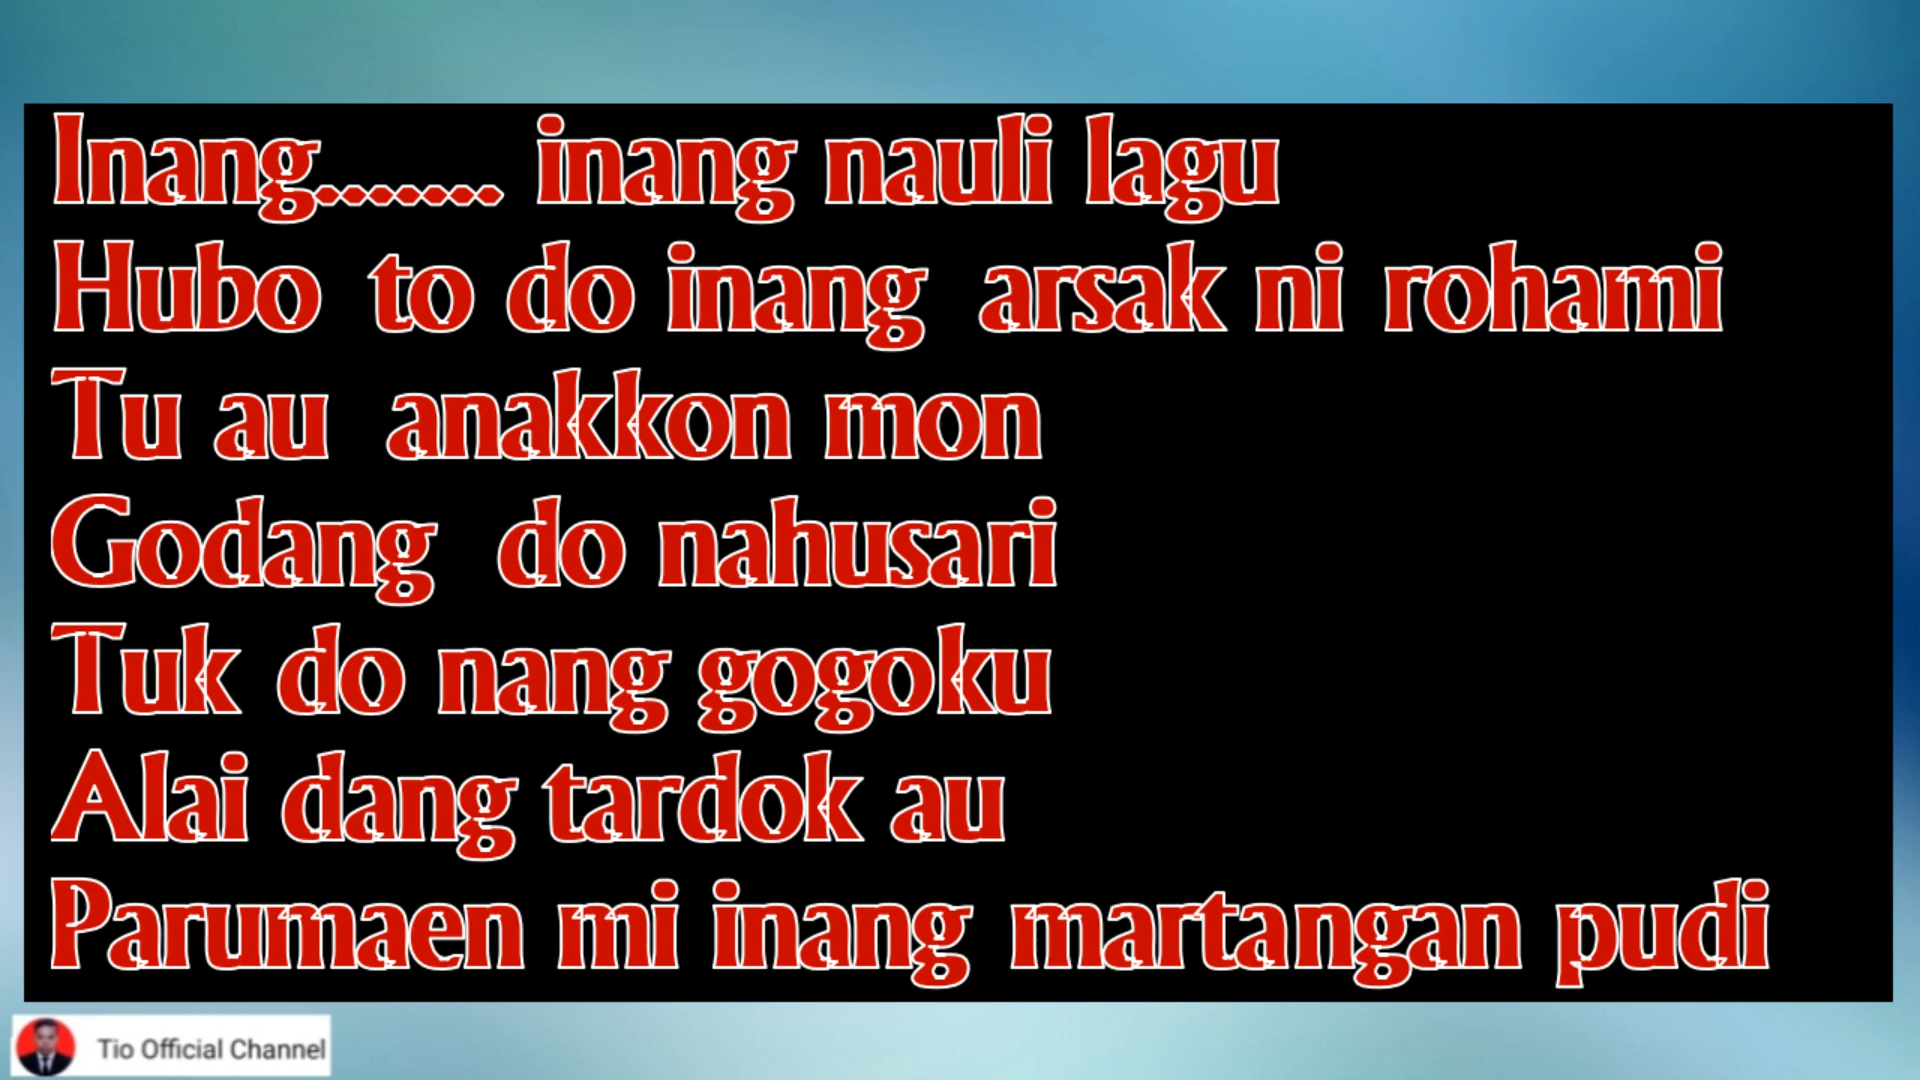 Inang....... inang nauli lagu
Hubo to do inang arsak ni rohami
Tu au anakkon mon
Godang do nahusari
Tuk do nang gogoku
Alai dang tardok au
Parumaen mi inang martangan pudi
Tio Official Channel